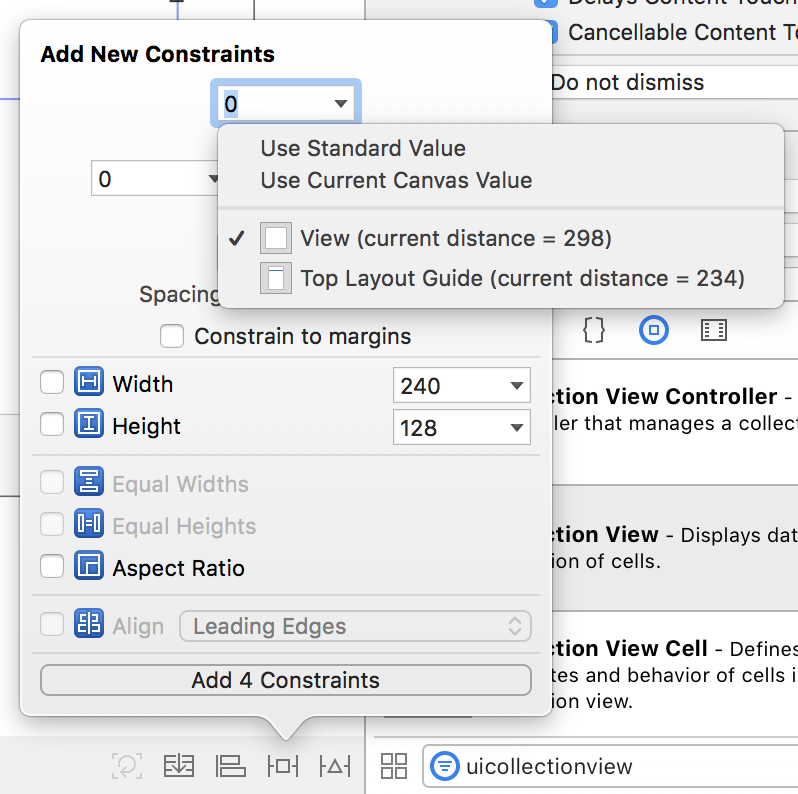 Delays Content Touch
Cancellable Content To
Add New Constraints
Do not dismiss
0
Use Standard Value
Use Current Canvas Value
0
✓ View (current distance = 298)
Top Layout Guide (current distance = 234)
Spacing
Constrain to margins
{}
Width 240
Height 128
Equal Widths
Equal Heights
Aspect Ratio
Align Leading Edges
Add 4 Constraints
ction View Controller -
ler that manages a collect
ction View - Displays dat
ion of cells.
ction View Cell - Defines
tes and behavior of cells i
ion view.
uicollectionview